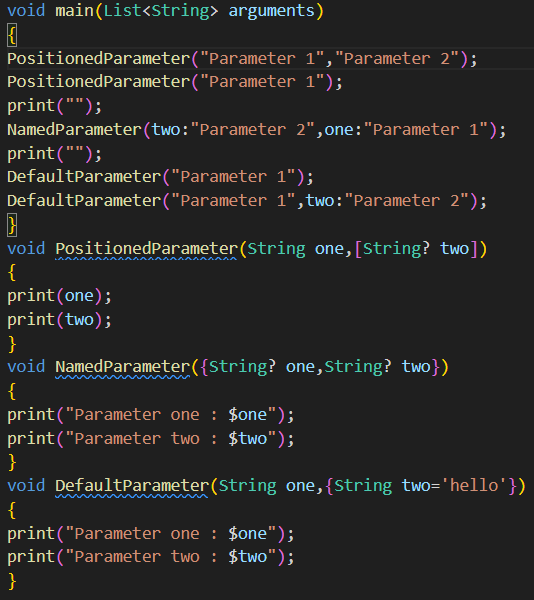 void main(List<String> arguments)
{
PositionedParameter("Parameter 1","Parameter 2");
PositionedParameter("Parameter 1");
print("");
NamedParameter(two:"Parameter 2",one:"Parameter 1");
print("");
DefaultParameter("Parameter 1");
DefaultParameter("Parameter 1",two:"Parameter 2");
}
void PositionedParameter(String one,[String? two])
{
print(one);
print(two);
}
void NamedParameter({String? one,String? two})
{
print("Parameter one : $one");
print("Parameter two : $two");
}
void DefaultParameter(String one,{String two='hello'})
{
print("Parameter one : $one");
print("Parameter two : $two");
}